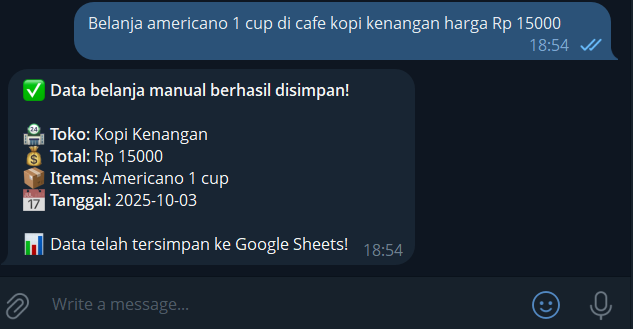 Belanja americano 1 cup di cafe kopi kenangan harga Rp 15000
18:54
✅ Data belanja manual berhasil disimpan!
🏪 Toko: Kopi Kenangan
💰 Total: Rp 15000
📦 Items: Americano 1 cup
📅 Tanggal: 2025-10-03
📊 Data telah tersimpan ke Google Sheets!
18:54
Write a message...